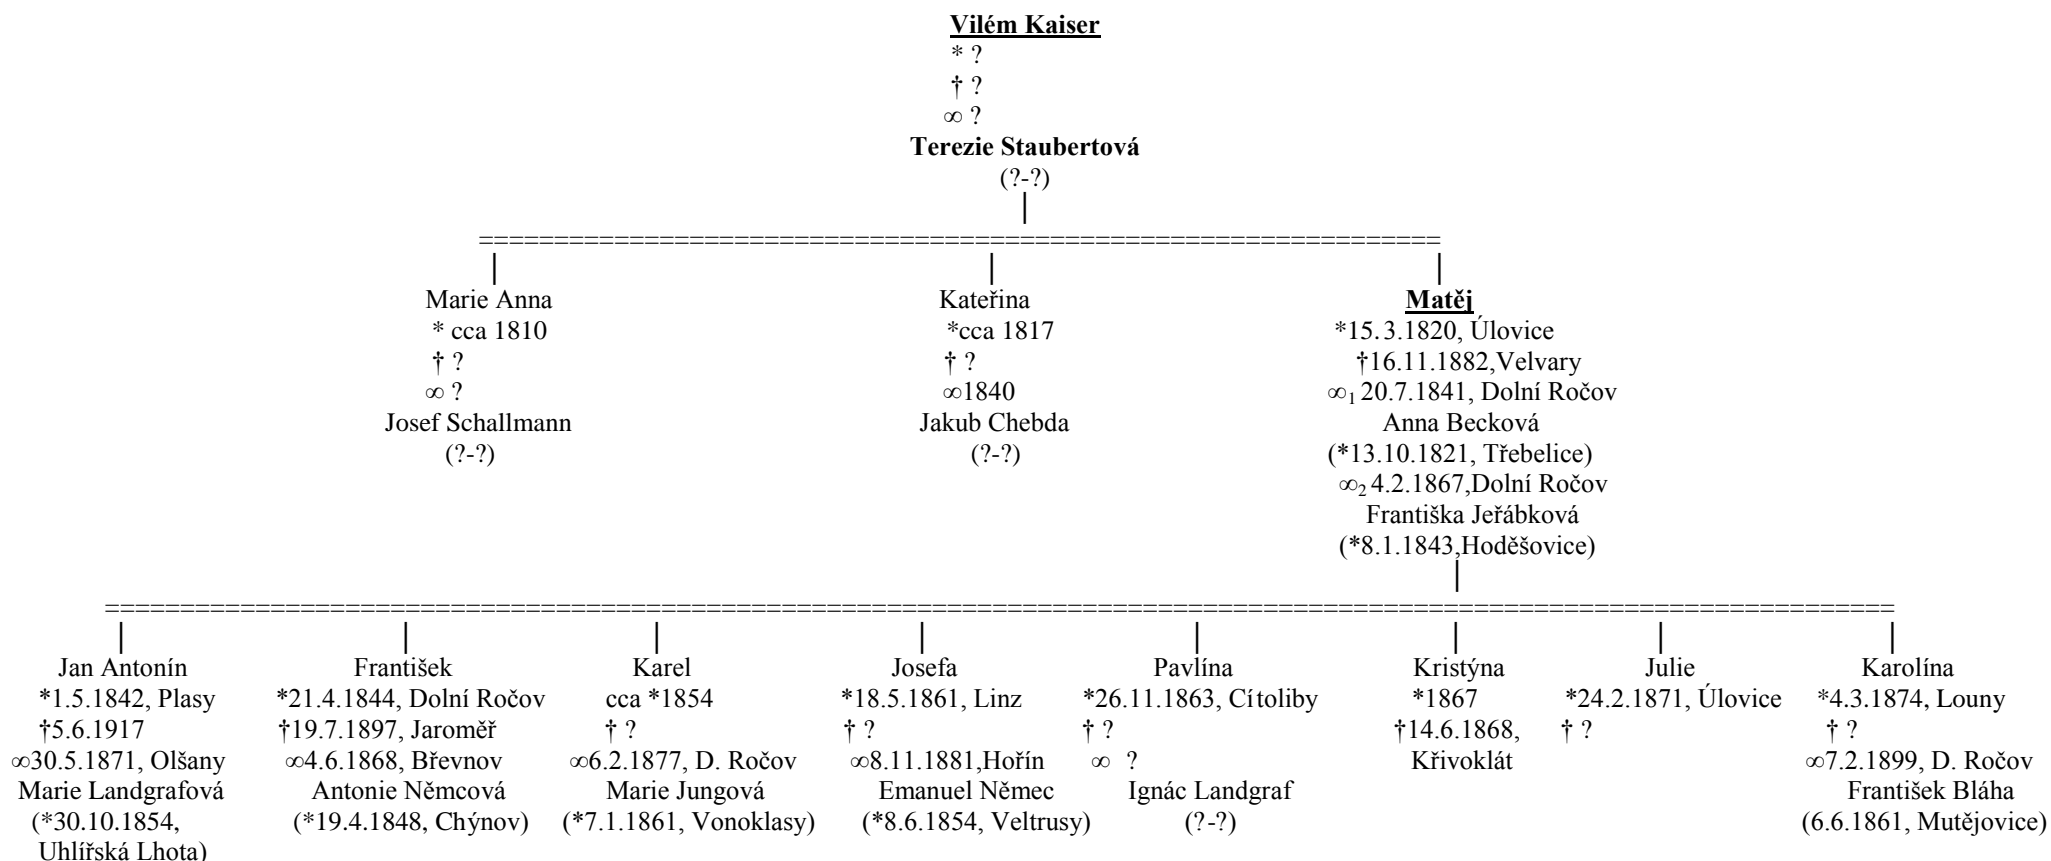 Vilém Kaiser
* ?
† ?
∞ ?
Terezie Staubertová
(?-?)
Marie Anna
* cca 1810
† ?
∞ ?
Josef Schallmann
(?-?)
Kateřina
*cca 1817
† ?
∞1840
Jakub Chebda
(?-?)
Matěj
*15.3.1820, Úlovice
†16.11.1882,Velvary
∞1 20.7.1841, Dolní Ročov
Anna Becková
(*13.10.1821, Třebelice)
∞2 4.2.1867,Dolní Ročov
Františka Jeřábková
(*8.1.1843,Hoděšovice)
Jan Antonín
*1.5.1842, Plasy
†5.6.1917
∞30.5.1871, Olšany
Marie Landgrafová
(*30.10.1854,
Uhlířská Lhota)
František
*21.4.1844, Dolní Ročov
†19.7.1897, Jaroměř
∞4.6.1868, Břevnov
Antonie Němcová
(*19.4.1848, Chýnov)
Karel
cca *1854
† ?
∞6.2.1877, D. Ročov
Marie Jungová
(*7.1.1861, Vonoklasy)
Josefa
*18.5.1861, Linz
† ?
∞8.11.1881,Hořín
Emanuel Němec
(*8.6.1854, Veltrusy)
Pavlína
*26.11.1863, Cítoliby
† ?
∞ ?
Ignác Landgraf
(?-?)
Kristýna
*1867
†14.6.1868,
Křivoklát
Julie
*24.2.1871, Úlovice
† ?
Karolína
*4.3.1874, Louny
† ?
∞7.2.1899, D. Ročov
František Bláha
(6.6.1861, Mutějovice)